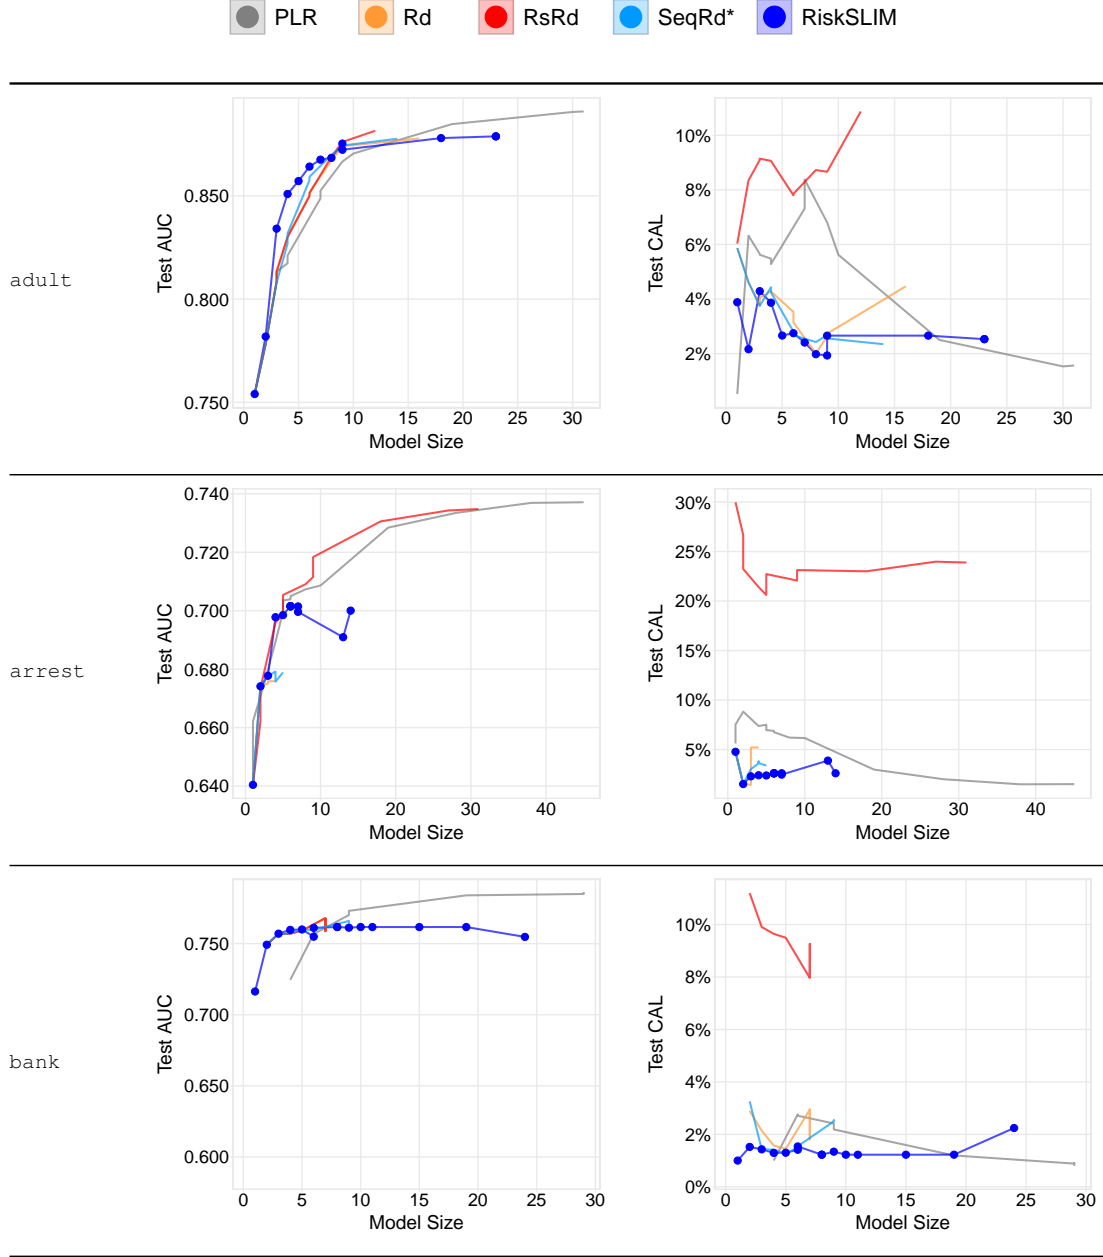 PLR Rd RsRd SeqRd* RiskSLIM
adult
Test AUC
0.850
0.800
0.750
0 5 10 15 20 25 30
Model Size
Test CAL
10%
8%
6%
4%
2%
0 5 10 15 20 25 30
Model Size
arrest
Test AUC
0.740
0.720
0.700
0.680
0.660
0.640
0 10 20 30 40
Model Size
Test CAL
30%
25%
20%
15%
10%
5%
0 10 20 30 40
Model Size
bank
Test AUC
0.750
0.700
0.650
0.600
0 5 10 15 20 25 30
Model Size
Test CAL
10%
8%
6%
4%
2%
0%
0 5 10 15 20 25 30
Model Size